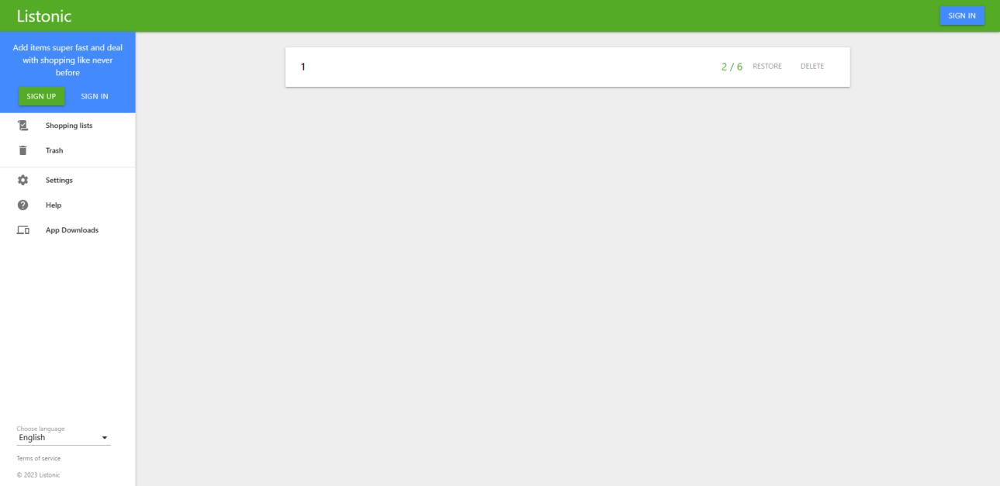 Listonic
SIGN IN
Add items super fast and deal
with shopping like never
before
SIGN UP SIGN IN
Shopping lists
Trash
Settings
Help
App Downloads
1 2 / 6 RESTORE DELETE
Choose language
English
Terms of service
© 2023 Listonic